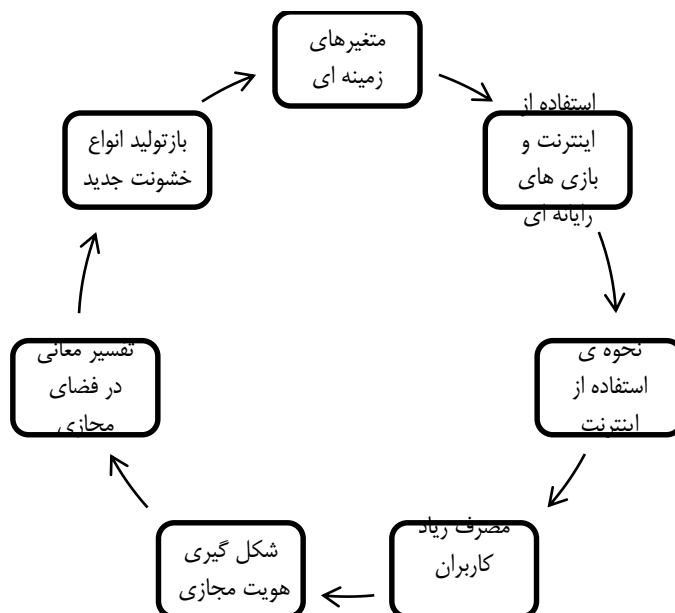 متغیرهای
زمینه ای
استفاده از
اینترنت و
بازی های
رایانه ای
نحوه ی
استفاده از
اینترنت
مصرف زیاد
کاربران
شکل گیری
هویت مجازی
تفسیر معانی
در فضای
مجازی
بازتولید انواع
خشونت جدید